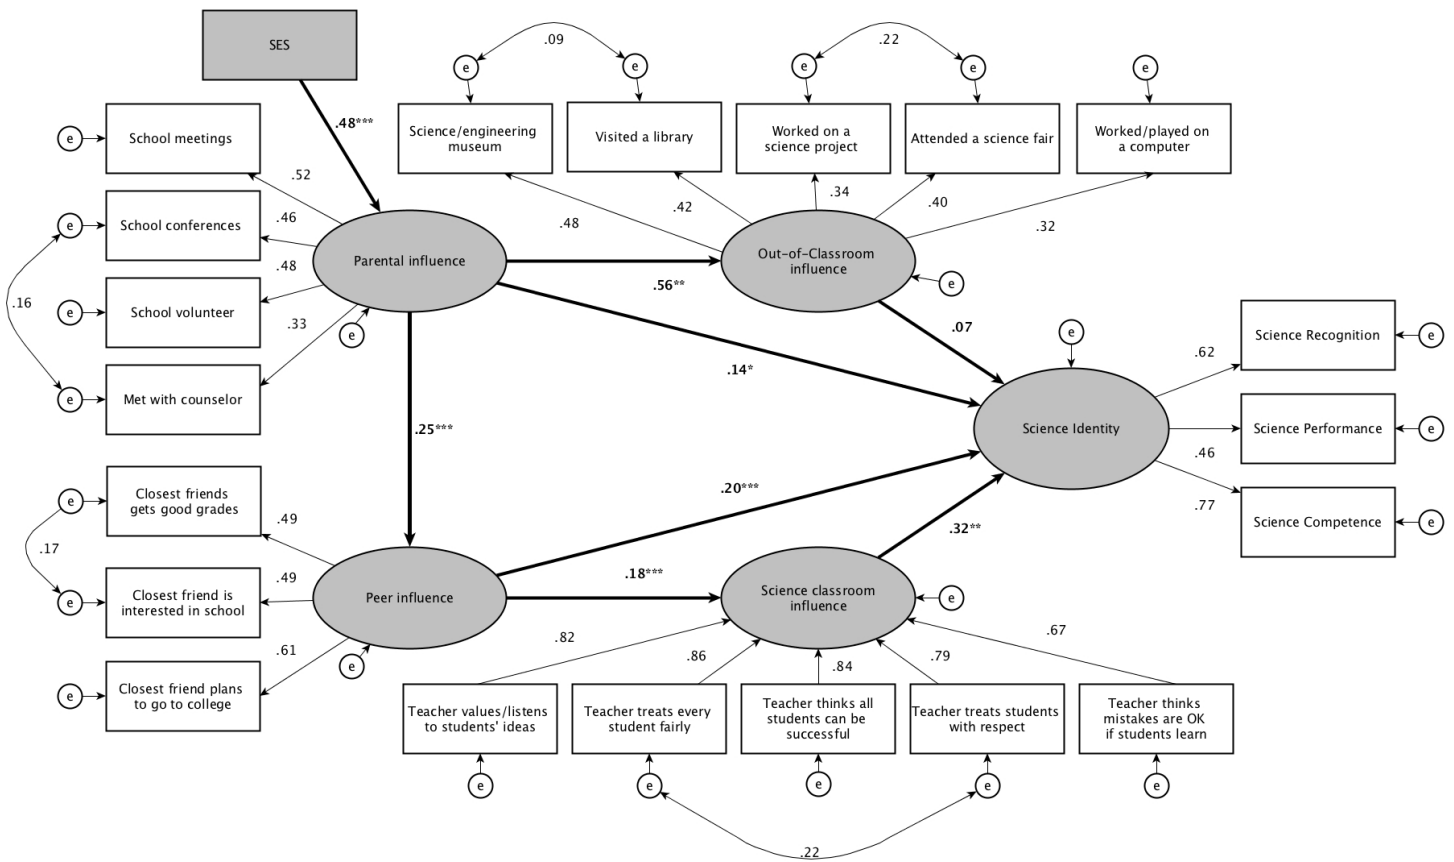 SES
.48***
e
School meetings
.52
e
School conferences
.46
.16
e
School volunteer
.48
e
Met with counselor
.33
Parental influence
e
.09
e
e
Science/engineering
museum
Visited a library
.22
e
e
Worked on a
science project
Attended a science fair
e
Worked/played on
a computer
.48
.42
.34
.40
.32
Out-of-Classroom
influence
e
.56**
.07
.14*
.25***
e
Science Identity
.62
Science Recognition
e
Science Performance
e
.46
.77
Science Competence
e
.20***
.32**
e
Closest friends
gets good grades
.49
.17
e
Closest friend is
interested in school
.49
e
Closest friend plans
to go to college
.61
Peer influence
e
.18***
Science classroom
influence
e
.82
.86
.84
.79
.67
Teacher values/listens
to students' ideas
Teacher treats every
student fairly
Teacher thinks all
students can be
successful
Teacher treats students
with respect
Teacher thinks
mistakes are OK
if students learn
e
e
e
e
e
.22